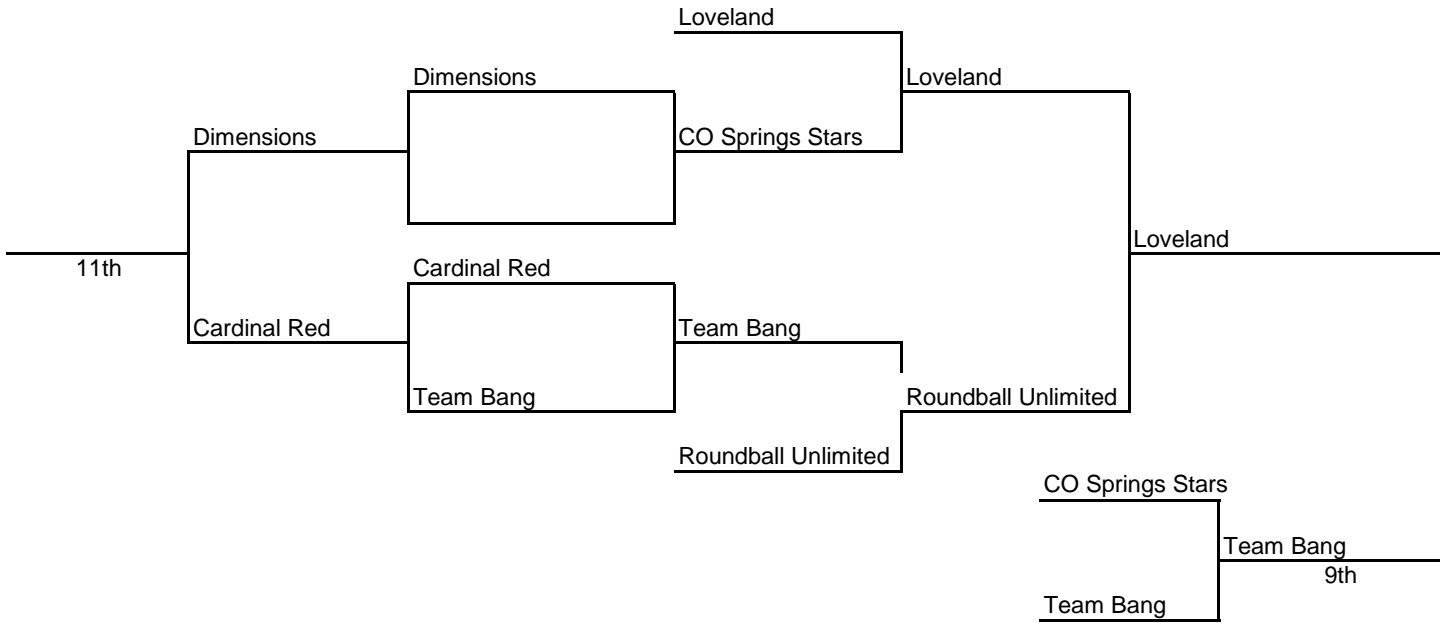 Loveland
Dimensions
Loveland
Dimensions
CO Springs Stars
Loveland
11th
Cardinal Red
Cardinal Red
Team Bang
Team Bang
Roundball Unlimited
Roundball Unlimited
CO Springs Stars
Team Bang
9th
Team Bang